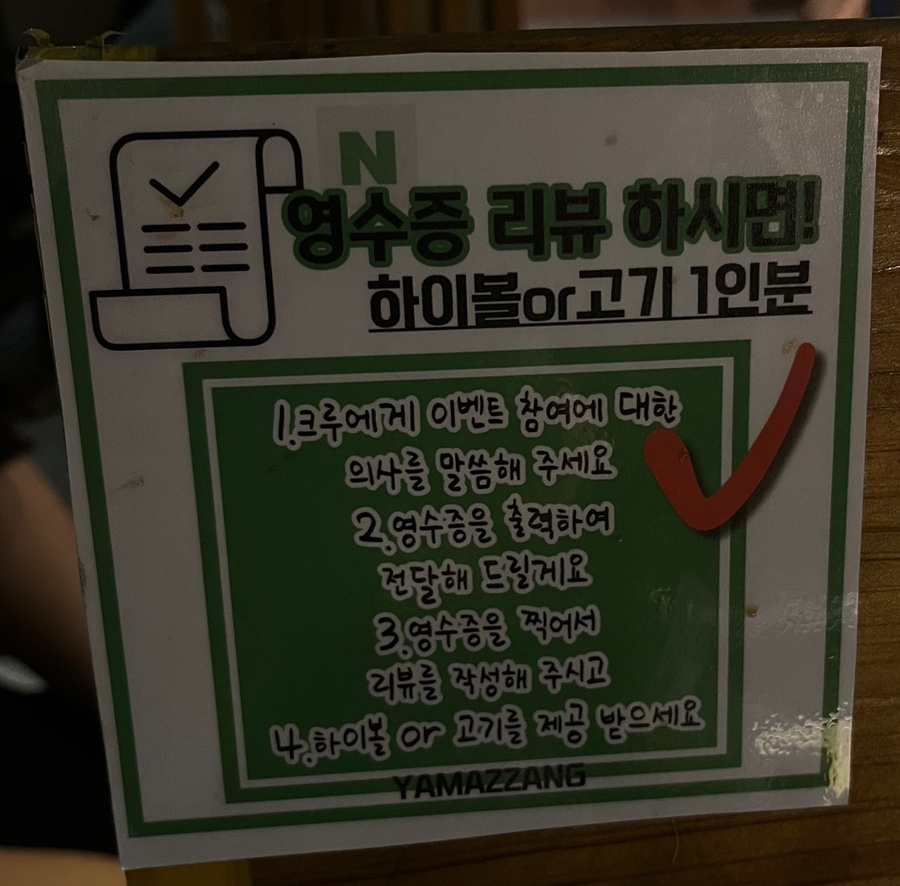 N
영수증 리뷰 하시면!
하이볼or고기 1인분
1.크루에게 이벤트 참여에 대한
의사를 말씀해 주세요
2.영수증을 출력하여
전달해 드릴게요
3.영수증을 찍어서
리뷰를 작성해 주시고
4.하이볼 or 고기를 제공 받으세요
YAMAZZANG